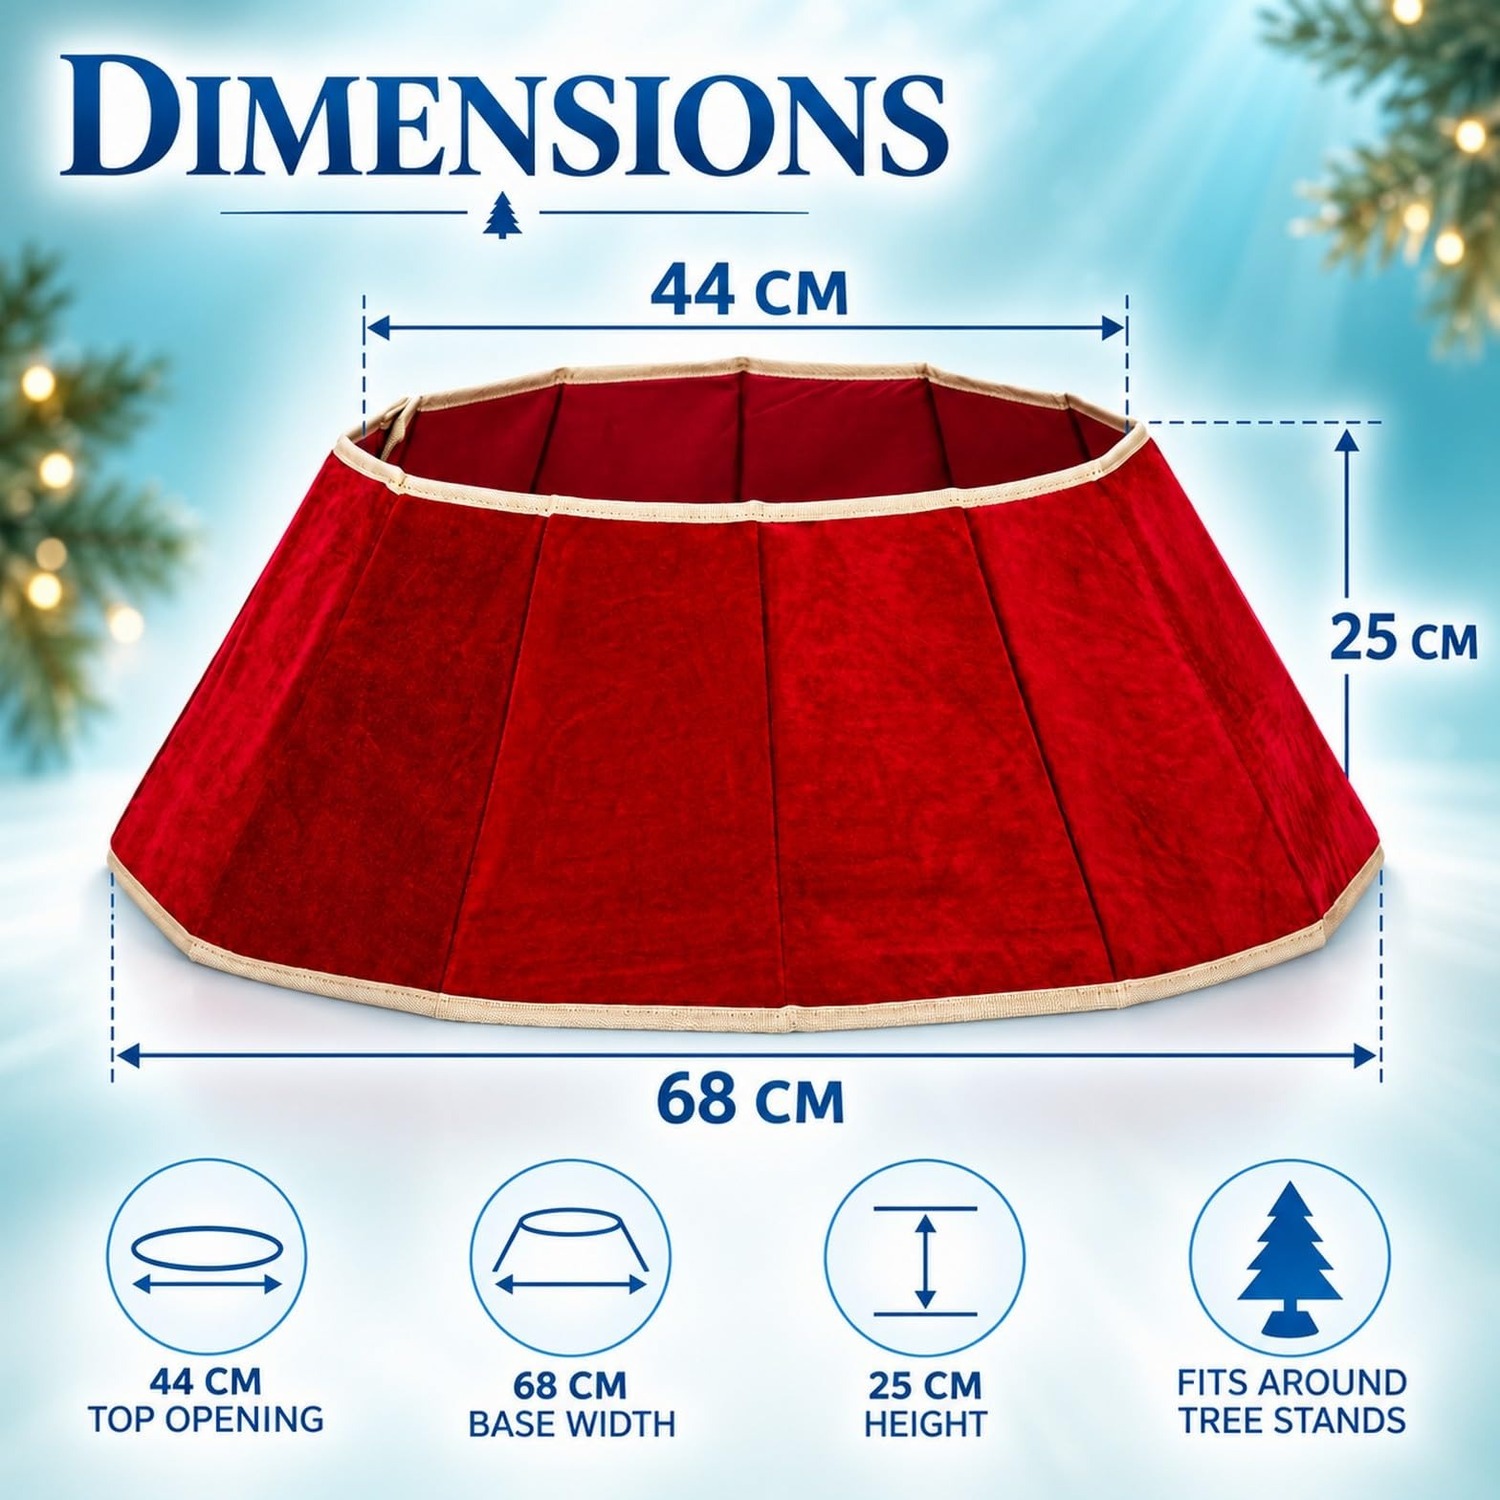 DIMENSIONS
44 CM
25 CM
68 CM
44 CM
TOP OPENING
68 CM
BASE WIDTH
25 CM
HEIGHT
FITS AROUND
TREE STANDS